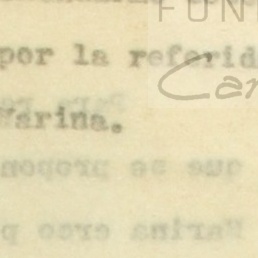 FUN
por la referid
Car
Marina.
que se propon
Marina creo p